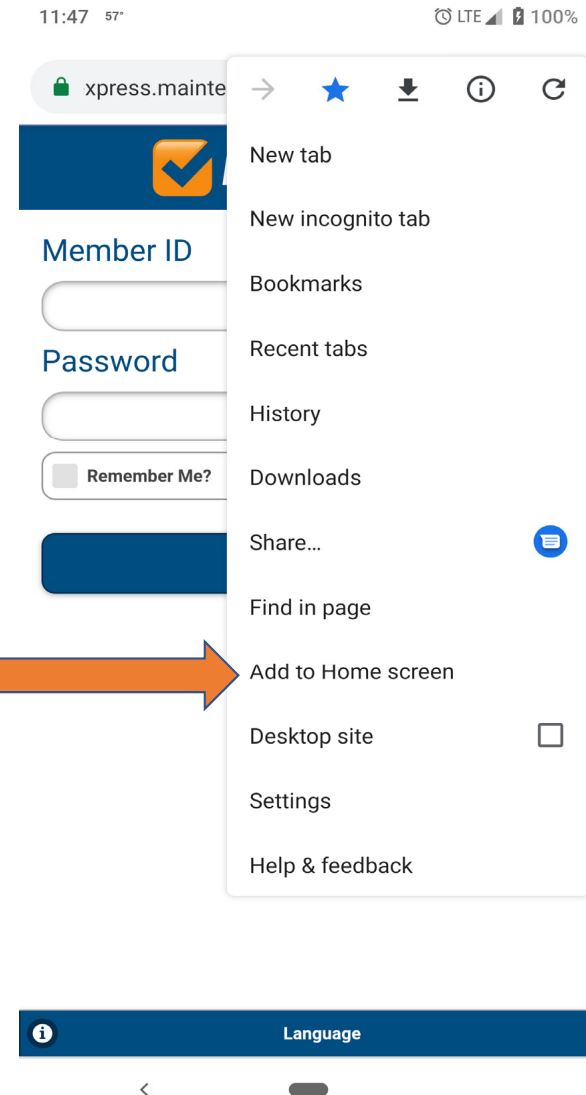 11:47 57° LTE 100%
xpress.mainte
New tab
New incognito tab
Bookmarks
Recent tabs
History
Downloads
Share...
Find in page
Add to Home screen
Desktop site
Settings
Help & feedback
Member ID
Password
Remember Me?
Language